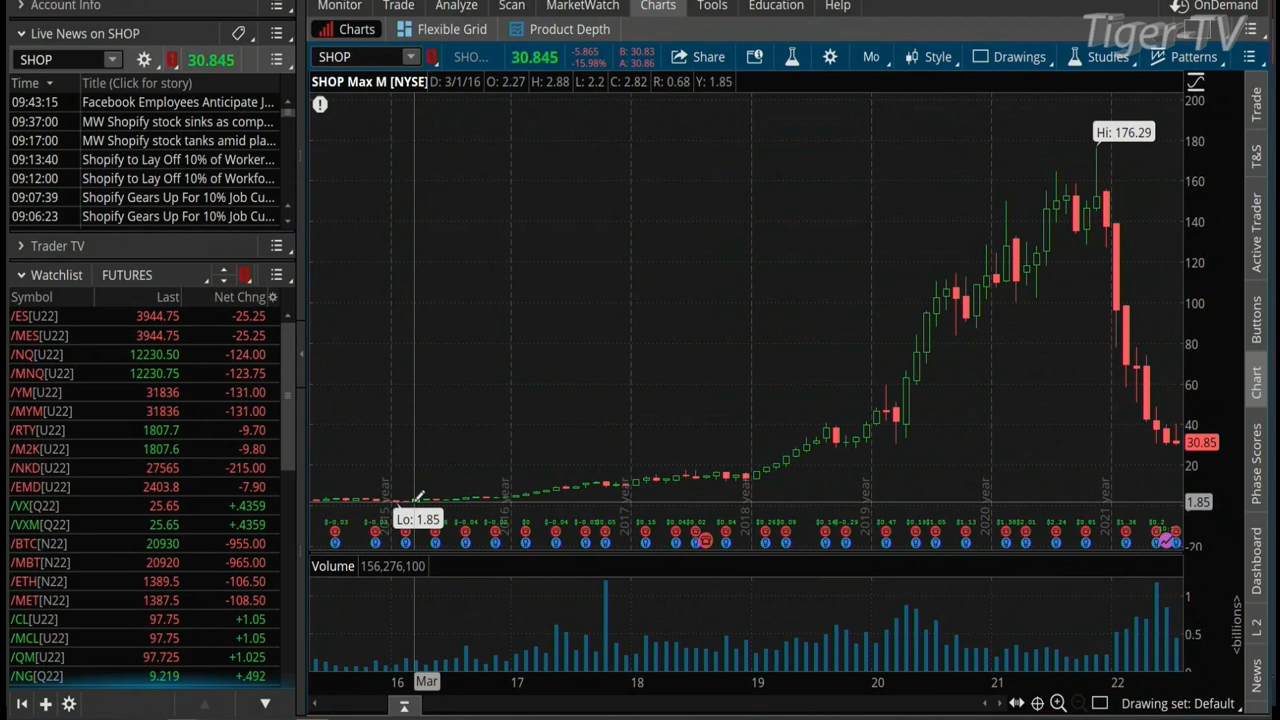 Account Info
Monitor Trade Analyze Scan MarketWatch Charts Tools Education Help
OnDemand
Tiger-TV
Live News on SHOP
Charts Flexible Grid Product Depth
SHOP 30.845
SHOP SHO... 30.845 -5.865 -15.98% B: 30.83 A: 30.86 Share Mo Style Drawings Studies Patterns
Time Title (Click for story)
SHOP Max M [NYSE] D: 3/1/16 O: 2.27 H: 2.88 L: 2.2 C: 2.82 R: 0.68 Y: 1.85
09:43:15 Facebook Employees Anticipate J...
09:37:00 MW Shopify stock sinks as comp...
09:17:00 MW Shopify stock tanks amid pla...
09:13:40 Shopify to Lay Off 10% of Worker...
09:12:00 Shopify to Lay Off 10% of Workfo...
09:07:39 Shopify Gears Up For 10% Job Cu...
09:06:23 Shopify Gears Up For 10% Job Cu...
Trader TV
Watchlist FUTURES
Symbol Last Net Chng
/ES[U22] 3944.75 -25.25
/MES[U22] 3944.75 -25.25
/NQ[U22] 12230.50 -124.00
/MNQ[U22] 12230.75 -123.75
/YM[U22] 31836 -131.00
/MYM[U22] 31836 -131.00
/RTY[U22] 1807.7 -9.70
/M2K[U22] 1807.6 -9.80
/NKD[U22] 27565 -215.00
/EMD[U22] 2403.8 -7.90
/VX[Q22] 25.65 +.4359
/VXM[Q22] 25.65 +.4359
/BTC[N22] 20930 -955.00
/MBT[N22] 20920 -965.00
/ETH[N22] 1389.5 -106.50
/MET[N22] 1387.5 -108.50
/CL[U22] 97.75 +1.05
/MCL[U22] 97.75 +1.05
/QM[U22] 97.725 +1.025
/NG[Q22] 9.219 +.492
Hi: 176.29
Lo: 1.85
200
180
160
140
120
100
80
60
40
30.85
20
1.85
-20
2015 year
2016 year
2017 year
2018 year
2019 year
2020 year
2021 year
Volume 156,276,100
1
0.5
0
<billions>
16 Mar 17 18 19 20 21 22
Drawing set: Default
Trade
T&S
Active Trader
Buttons
Chart
Phase Scores
Dashboard
L 2
News